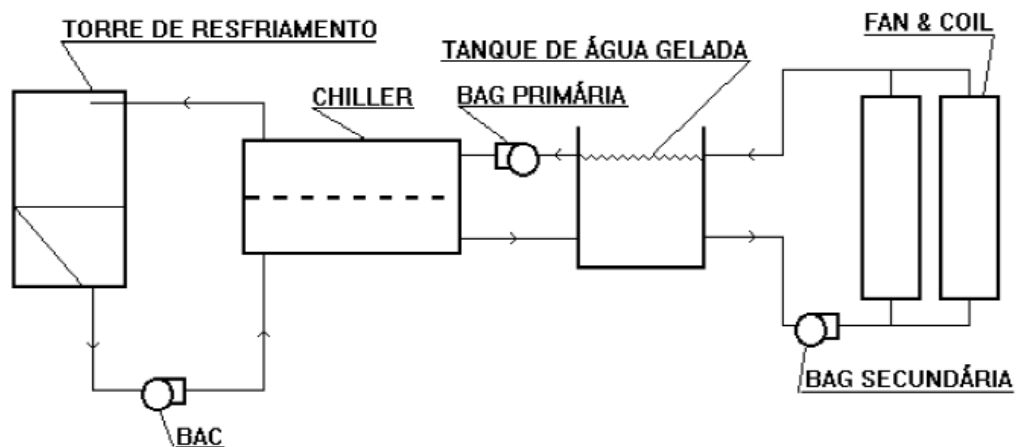 TORRE DE RESFRIAMENTO
CHILLER
TANQUE DE ÁGUA GELADA
BAG PRIMÁRIA
FAN & COIL
BAG SECUNDÁRIA
BAC